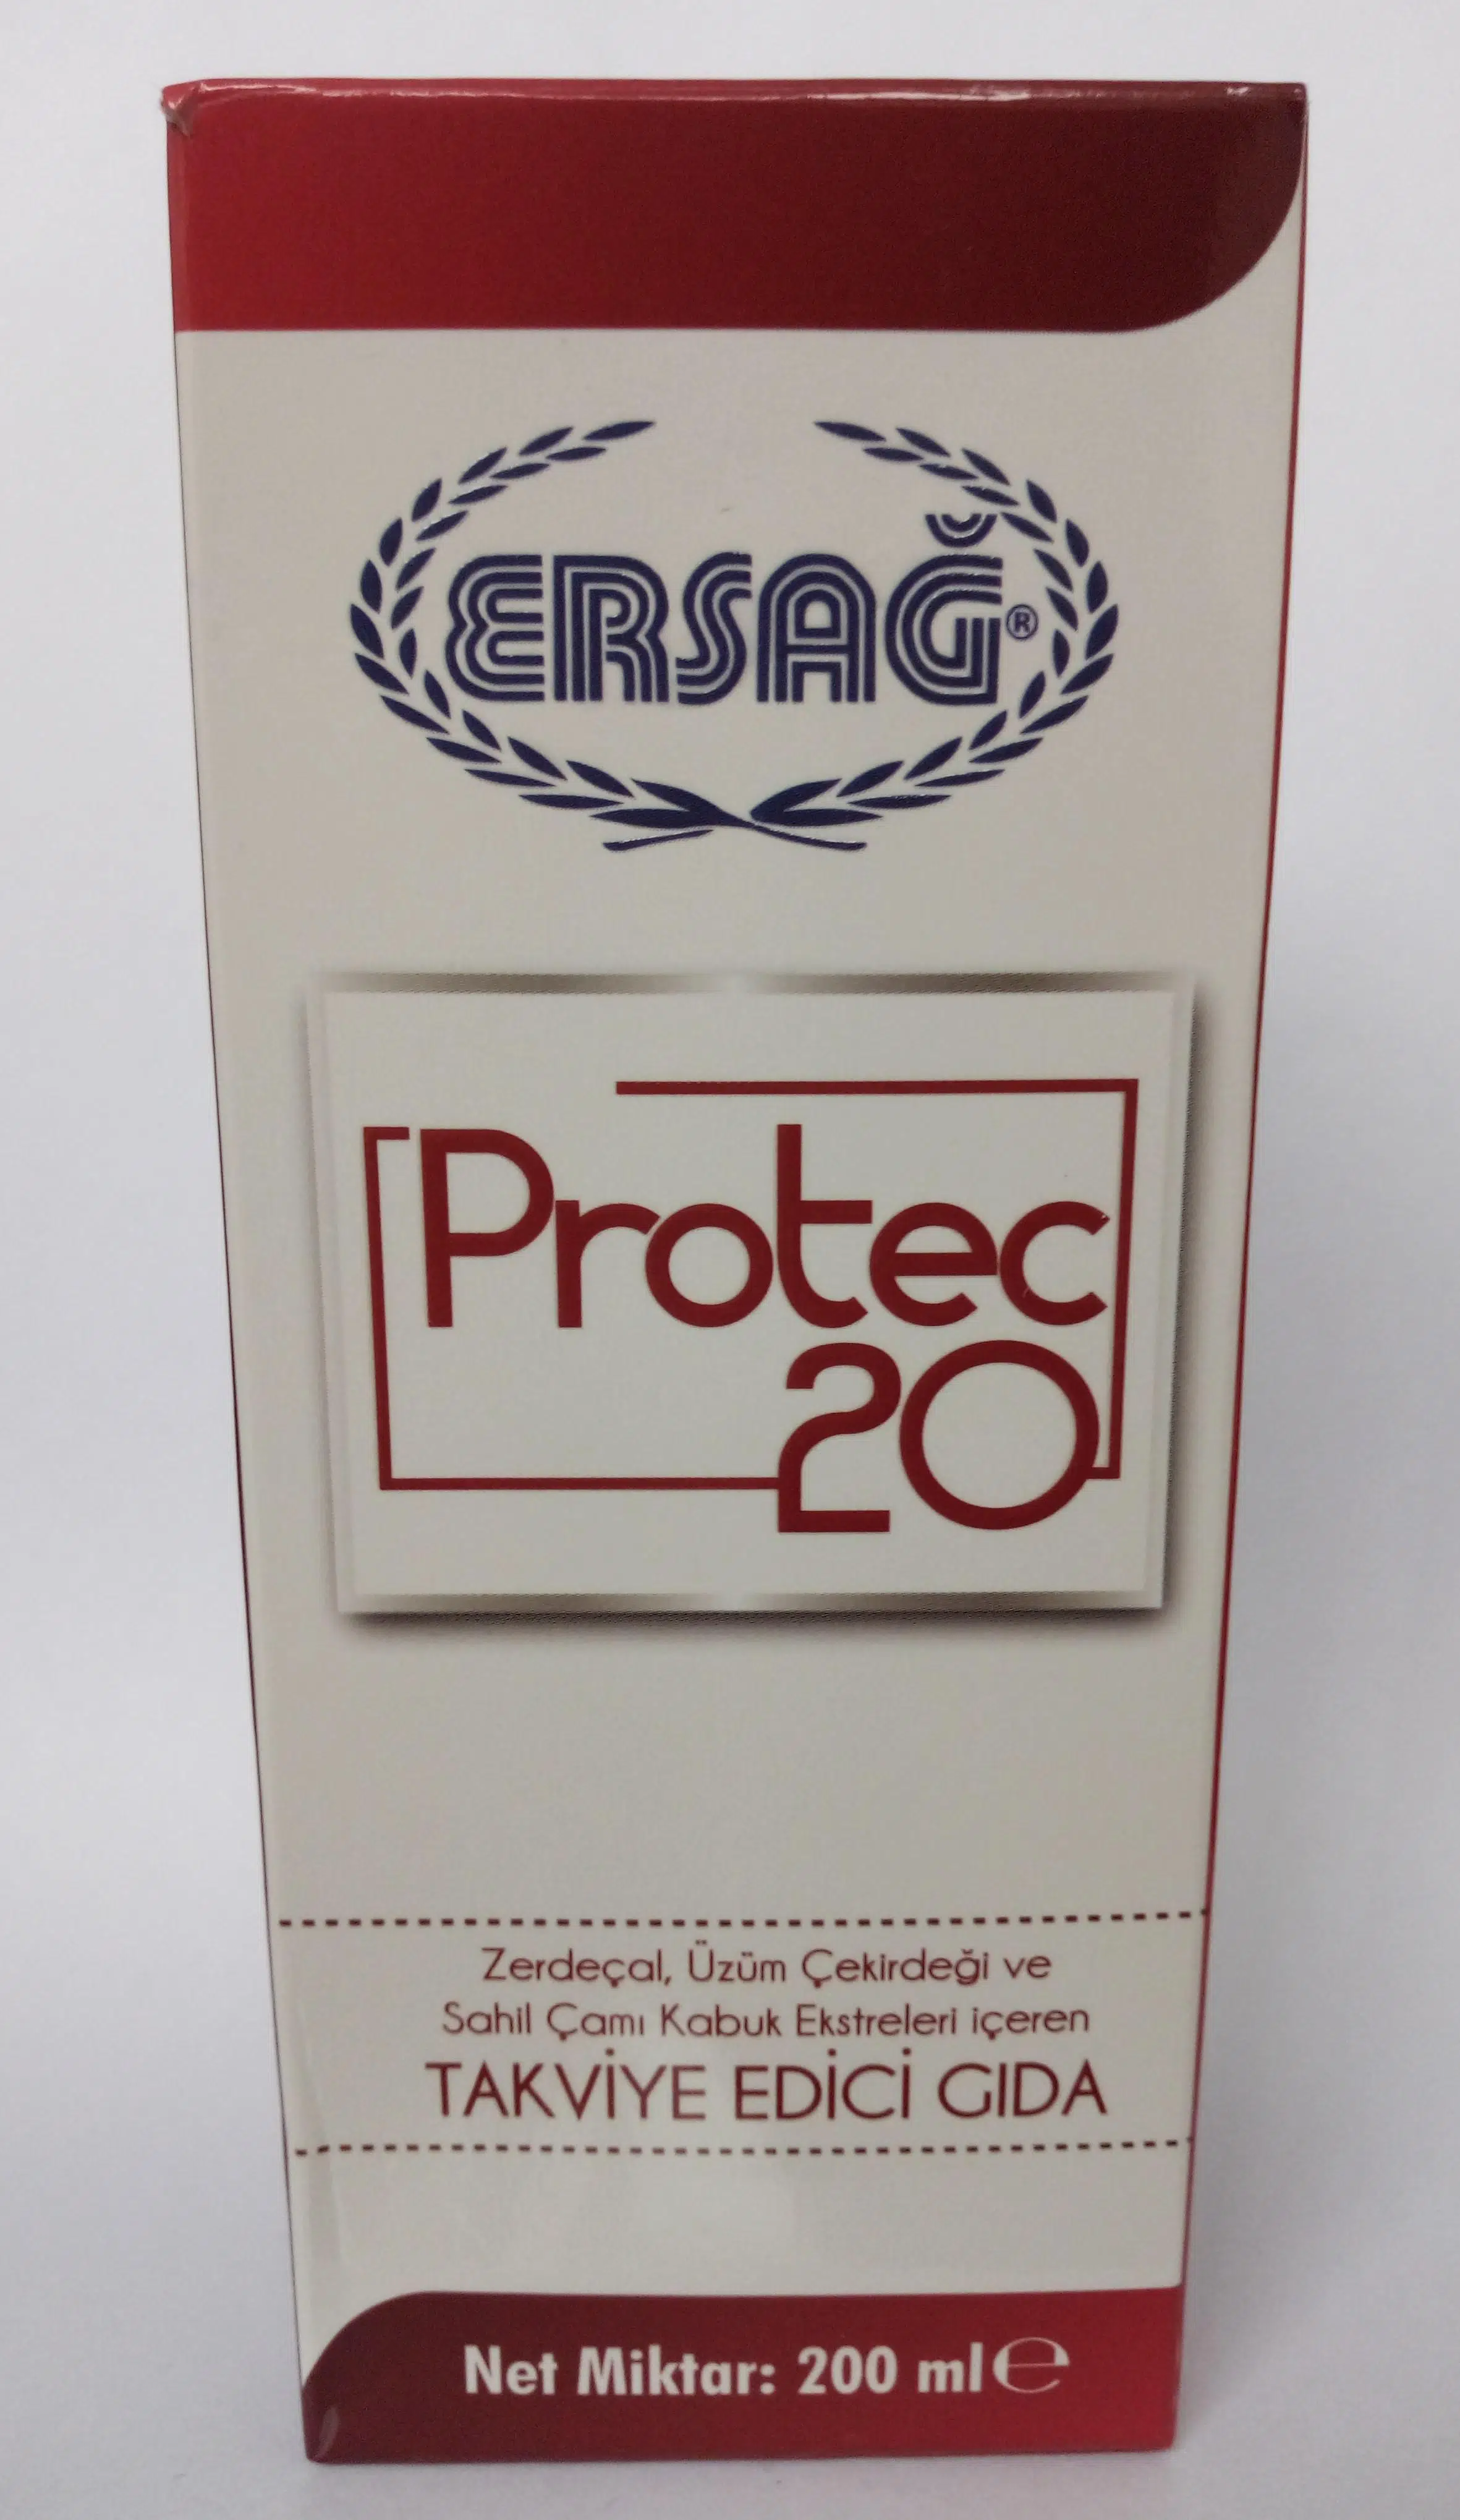 ERSAĞ®
Protec
20
Zerdeçal, Üzüm Çekirdeği ve
Sahil Çamı Kabuk Ekstreleri içeren
TAKVİYE EDİCİ GIDA
Net Miktar: 200 ml ℮